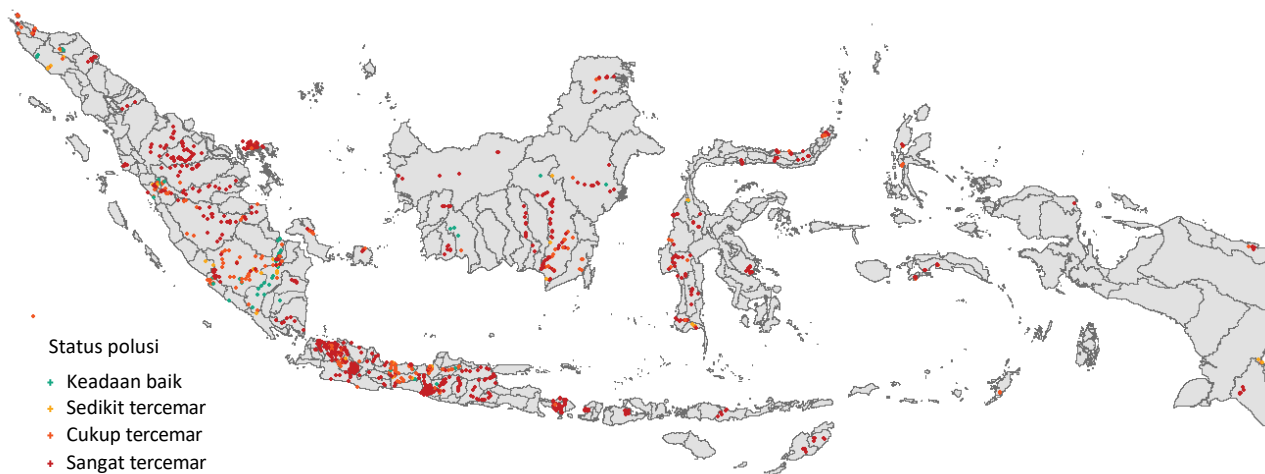 Status polusi
Keadaan baik
Sedikit tercemar
Cukup tercemar
Sangat tercemar